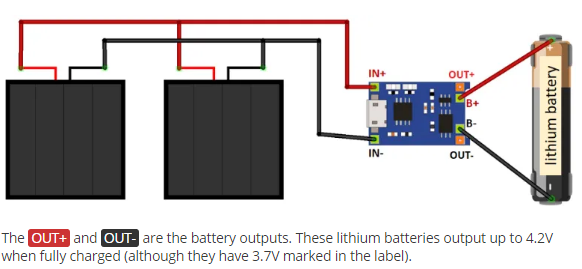 IN+
OUT+
B+
B-
IN-
OUT-
lithium battery
The OUT+ and OUT- are the battery outputs. These lithium batteries output up to 4.2V
when fully charged (although they have 3.7V marked in the label).